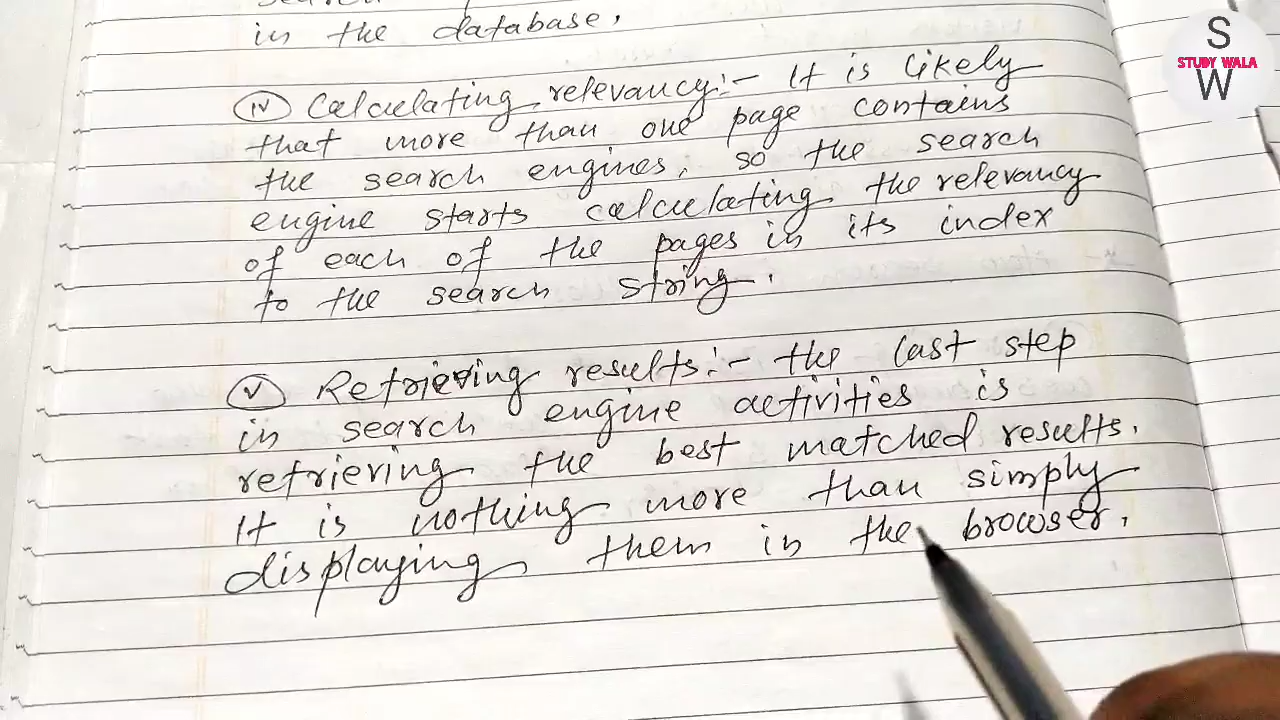 search
in the database.
(iv) Calculating relevancy:- It is likely
that more than one page contains
the search engines, so the search
engine starts calculating the relevancy
of each of the pages in its index
to the search string.
(v) Retrieving results:- the last step
in search engine activities is
retrieving the best matched results.
It is nothing more than simply
displaying them in the browser.
S
STUDY WALA
W